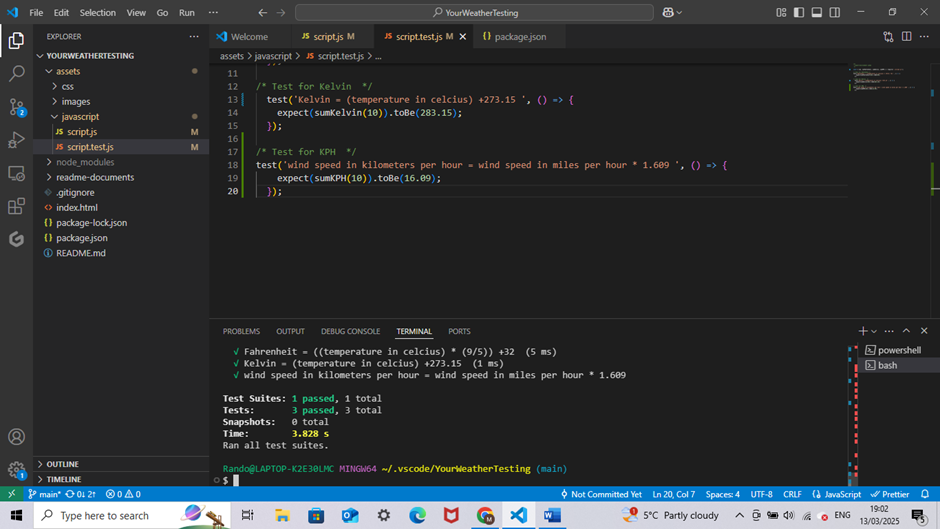 File Edit Selection View Go Run ··· YourWeatherTesting
EXPLORER
YOURWEATHERTESTING
assets
css
images
javascript
JS script.js M
JS script.test.js M
node_modules
readme-documents
.gitignore
index.html
package-lock.json
package.json
README.md
OUTLINE
TIMELINE
Welcome JS script.js M JS script.test.js M package.json
assets > javascript > JS script.test.js > ...
11
12 /* Test for Kelvin */
13 test('Kelvin = (temperature in celcius) +273.15 ', () => {
14 expect(sumKelvin(10)).toBe(283.15);
15 });
16
17 /* Test for KPH */
18 test('wind speed in kilometers per hour = wind speed in miles per hour * 1.609 ', () => {
19 expect(sumKPH(10)).toBe(16.09);
20 });
PROBLEMS OUTPUT DEBUG CONSOLE TERMINAL PORTS
√ Fahrenheit = ((temperature in celcius) * (9/5)) +32 (5 ms)
√ Kelvin = (temperature in celcius) +273.15 (1 ms)
√ wind speed in kilometers per hour = wind speed in miles per hour * 1.609
Test Suites: 1 passed, 1 total
Tests: 3 passed, 3 total
Snapshots: 0 total
Time: 3.828 s
Ran all test suites.
Rando@LAPTOP-K2E30LMC MINGW64 ~/.vscode/YourWeatherTesting (main)
$
powershell
bash
main* 0↓ 2↑ 0 0 Not Committed Yet Ln 20, Col 7 Spaces: 4 UTF-8 CRLF JavaScript Prettier
Type here to search 5°C Partly cloudy ENG 19:02
13/03/2025